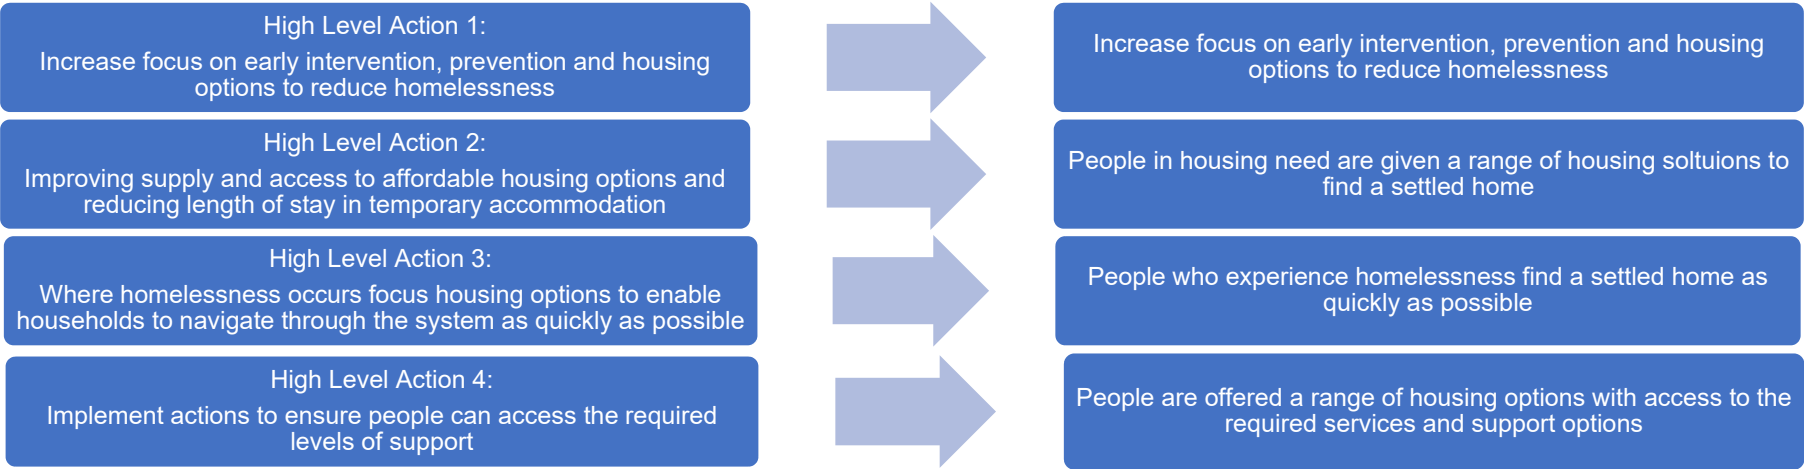 High Level Action 1:
Increase focus on early intervention, prevention and housing
options to reduce homelessness
Increase focus on early intervention, prevention and housing
options to reduce homelessness
High Level Action 2:
Improving supply and access to affordable housing options and
reducing length of stay in temporary accommodation
People in housing need are given a range of housing soltuions to
find a settled home
High Level Action 3:
Where homelessness occurs focus housing options to enable
households to navigate through the system as quickly as possible
People who experience homelessness find a settled home as
quickly as possible
High Level Action 4:
Implement actions to ensure people can access the required
levels of support
People are offered a range of housing options with access to the
required services and support options